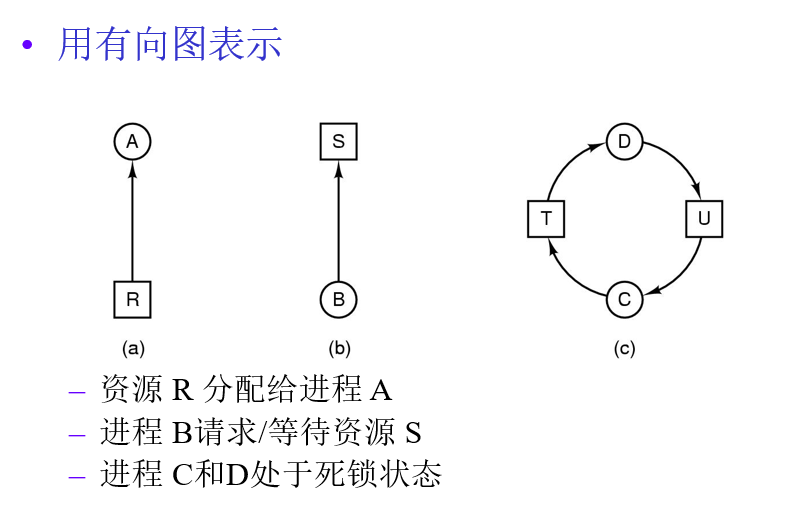 • 用有向图表示
A S D
T U
R B C
(a) (b) (c)
– 资源 R 分配给进程 A
– 进程 B请求/等待资源 S
– 进程 C和D处于死锁状态